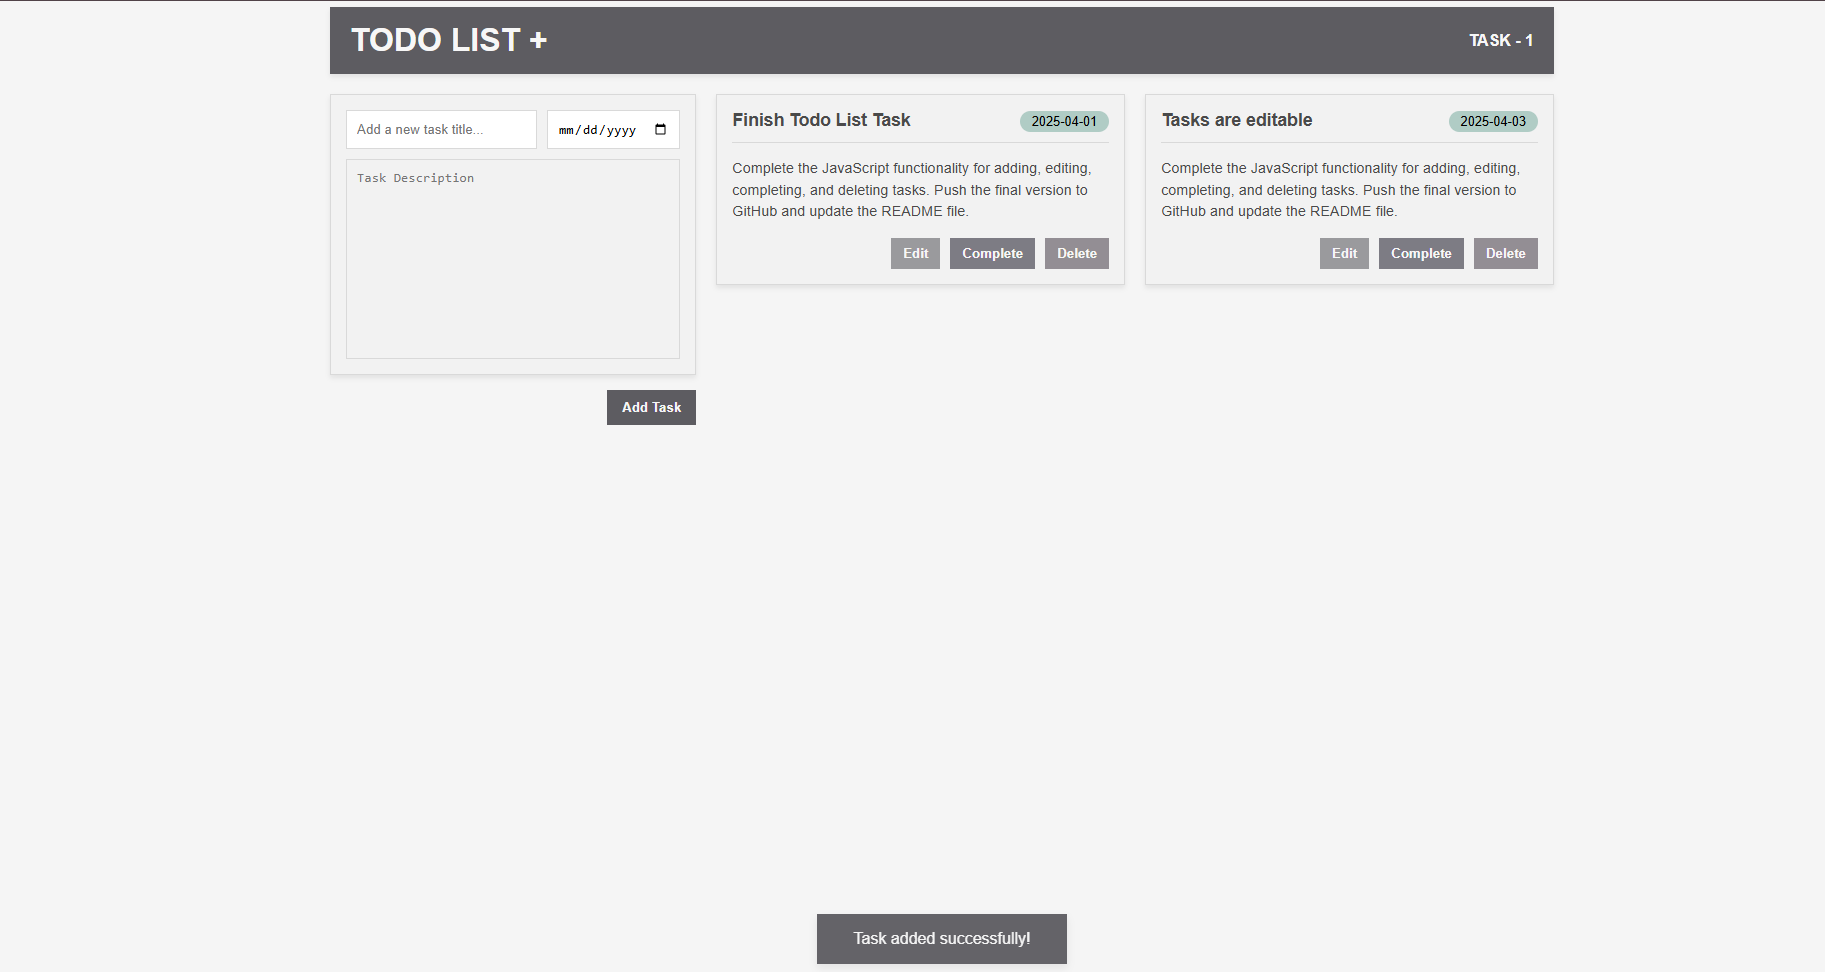 TODO LIST +
TASK - 1
Add a new task title...
mm/dd/yyyy
Task Description
Add Task
Finish Todo List Task
2025-04-01
Complete the JavaScript functionality for adding, editing,
completing, and deleting tasks. Push the final version to
GitHub and update the README file.
Edit
Complete
Delete
Tasks are editable
2025-04-03
Complete the JavaScript functionality for adding, editing,
completing, and deleting tasks. Push the final version to
GitHub and update the README file.
Edit
Complete
Delete
Task added successfully!